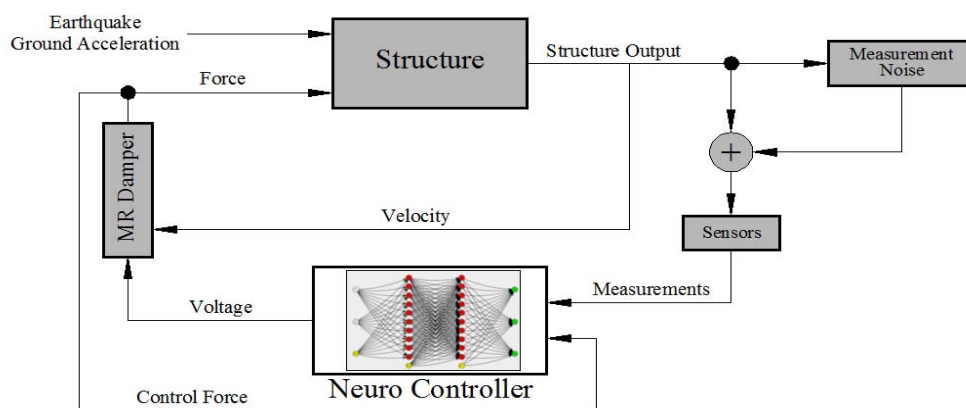 Earthquake
Ground Acceleration
Structure
Structure Output
Measurement
Noise
Force
+
MR Damper
Velocity
Sensors
Measurements
Voltage
Neuro Controller
Control Force